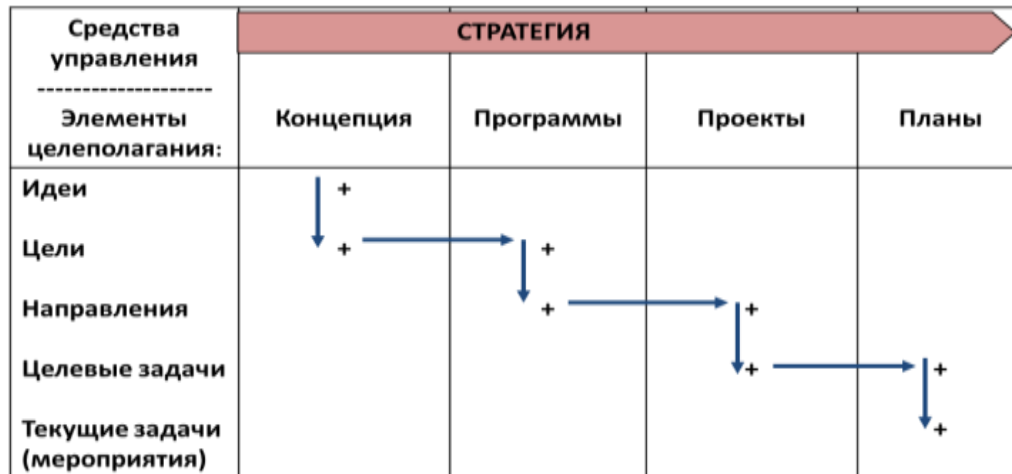 Средства
управления
--------------------
Элементы
целеполагания:
СТРАТЕГИЯ
Концепция
Программы
Проекты
Планы
Идеи +
Цели + +
Направления + +
Целевые задачи + +
Текущие задачи +
(мероприятия)